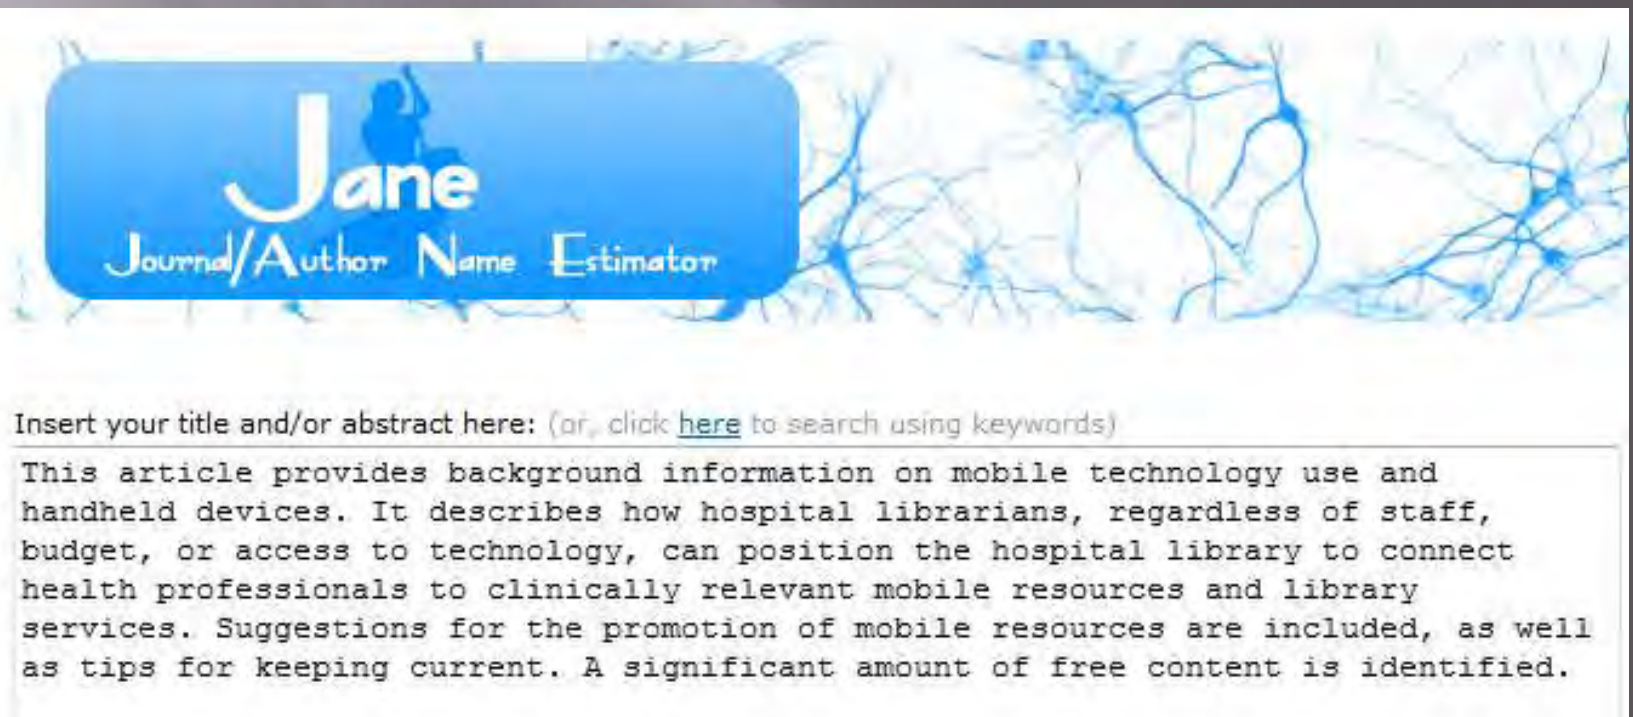 Jane
Journal/Author Name Estimator
Insert your title and/or abstract here: (or, click here to search using keywords)
This article provides background information on mobile technology use and
handheld devices. It describes how hospital librarians, regardless of staff,
budget, or access to technology, can position the hospital library to connect
health professionals to clinically relevant mobile resources and library
services. Suggestions for the promotion of mobile resources are included, as well
as tips for keeping current. A significant amount of free content is identified.